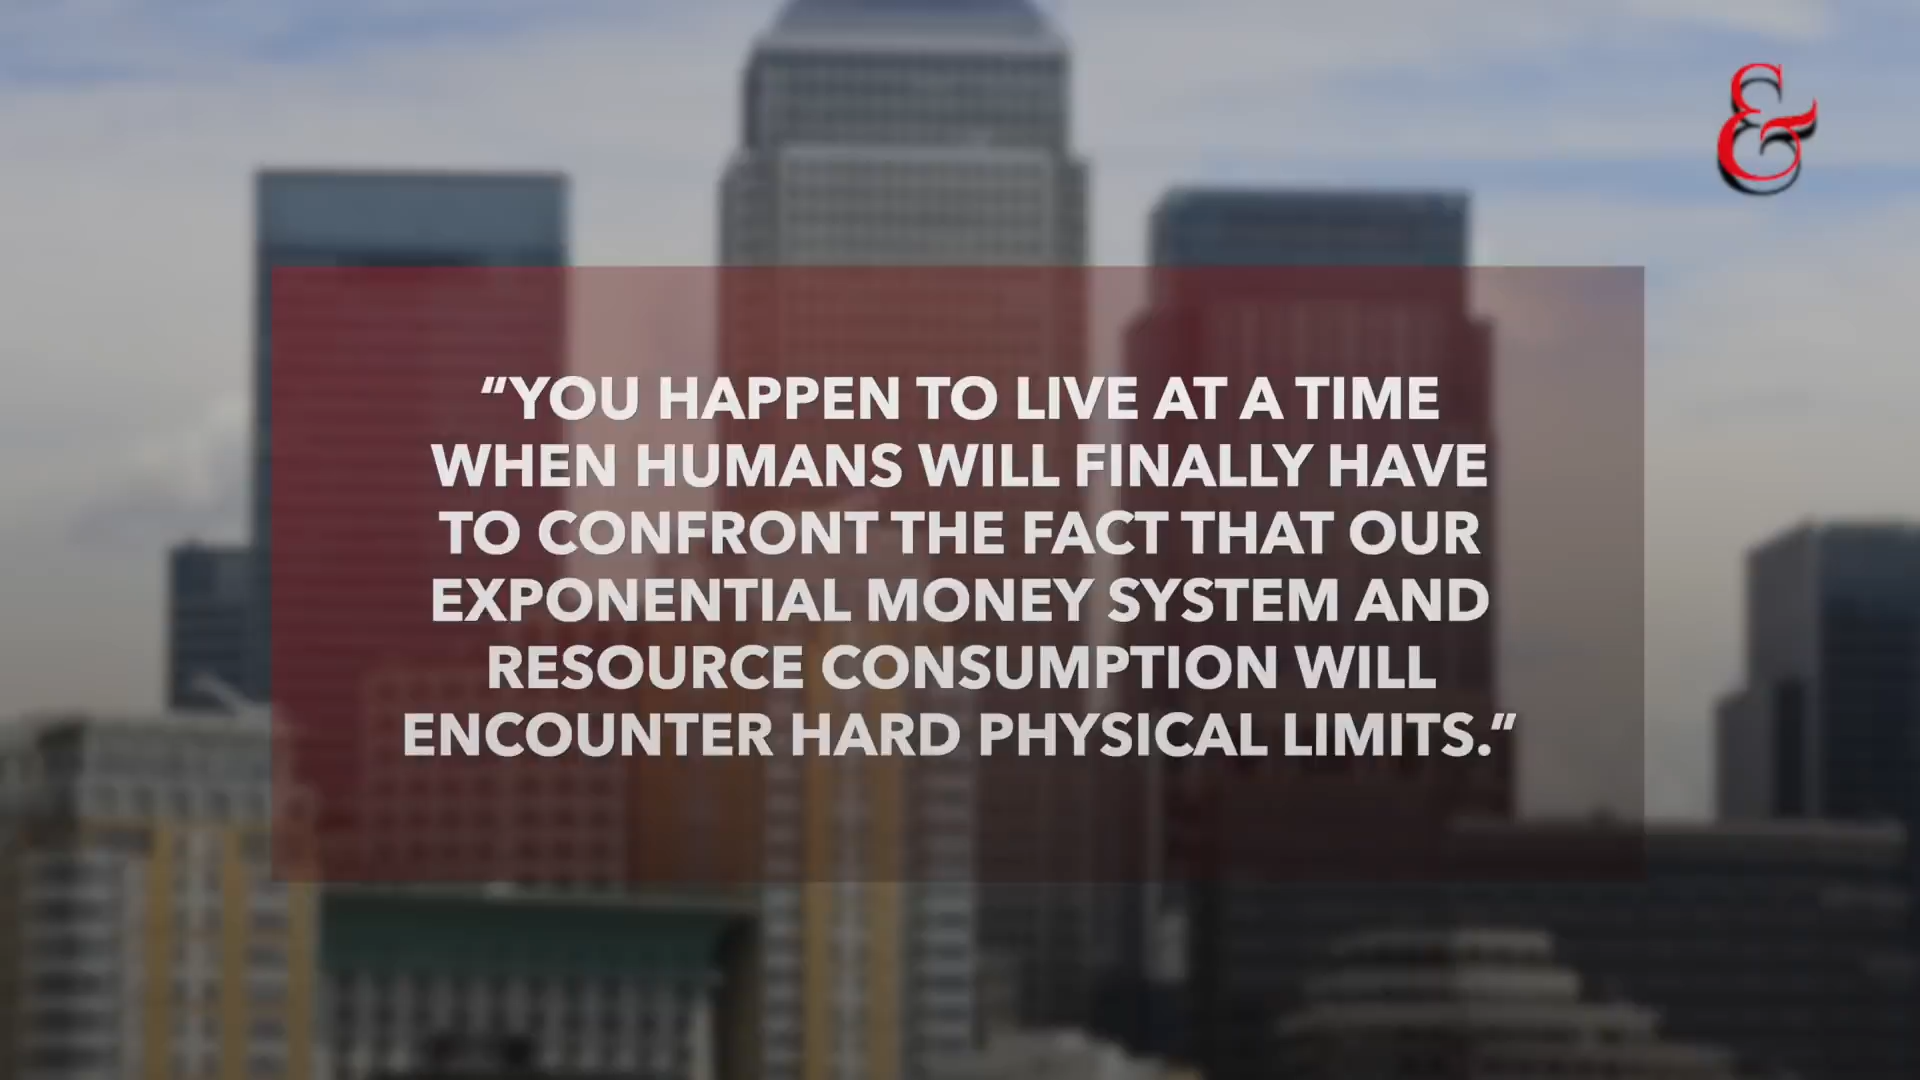 &
“YOU HAPPEN TO LIVE AT A TIME
WHEN HUMANS WILL FINALLY HAVE
TO CONFRONT THE FACT THAT OUR
EXPONENTIAL MONEY SYSTEM AND
RESOURCE CONSUMPTION WILL
ENCOUNTER HARD PHYSICAL LIMITS.”